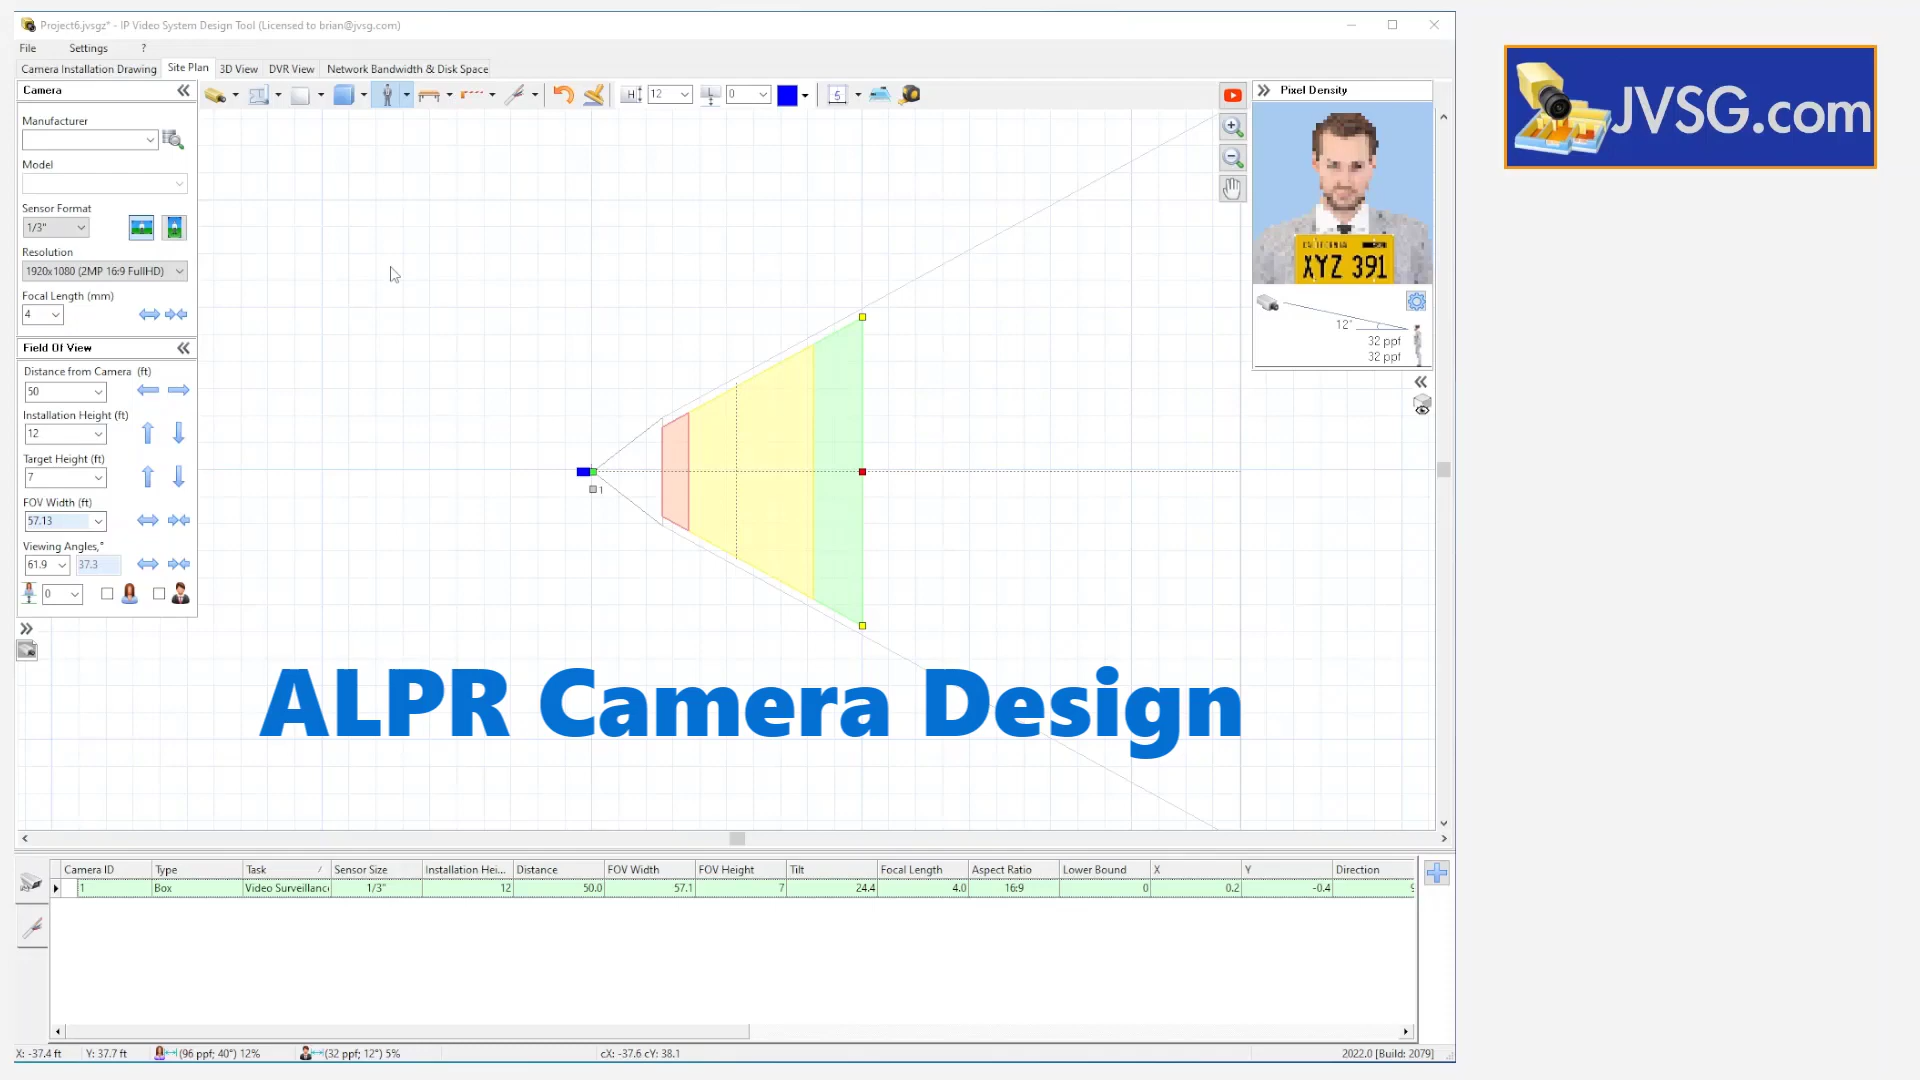 Project6.jvsgz* - IP Video System Design Tool (Licensed to brian@jvsg.com)
File Settings ?
Camera Installation Drawing Site Plan 3D View DVR View Network Bandwidth & Disk Space
Camera
12 0 5
Pixel Density
JVSG.com
Manufacturer
Model
Sensor Format
1/3"
Resolution
1920x1080 (2MP 16:9 FullHD)
Focal Length (mm)
4
XYZ 391
12°
32 ppf
32 ppf
Field Of View
Distance from Camera (ft)
50
Installation Height (ft)
12
Target Height (ft)
7
FOV Width (ft)
57.13
Viewing Angles,°
61.9 37.3
0
1
ALPR Camera Design
Camera ID Type Task Sensor Size Installation Hei... Distance FOV Width FOV Height Tilt Focal Length Aspect Ratio Lower Bound X Y Direction
1 Box Video Surveillanc 1/3" 12 50.0 57.1 7 24.4 4.0 16:9 0 0.2 -0.4
X: -37.4 ft Y: 37.7 ft (96 ppf; 40°) 12% (32 ppf; 12°) 5% cX: -37.6 cY: 38.1 2022.0 [Build: 2079]